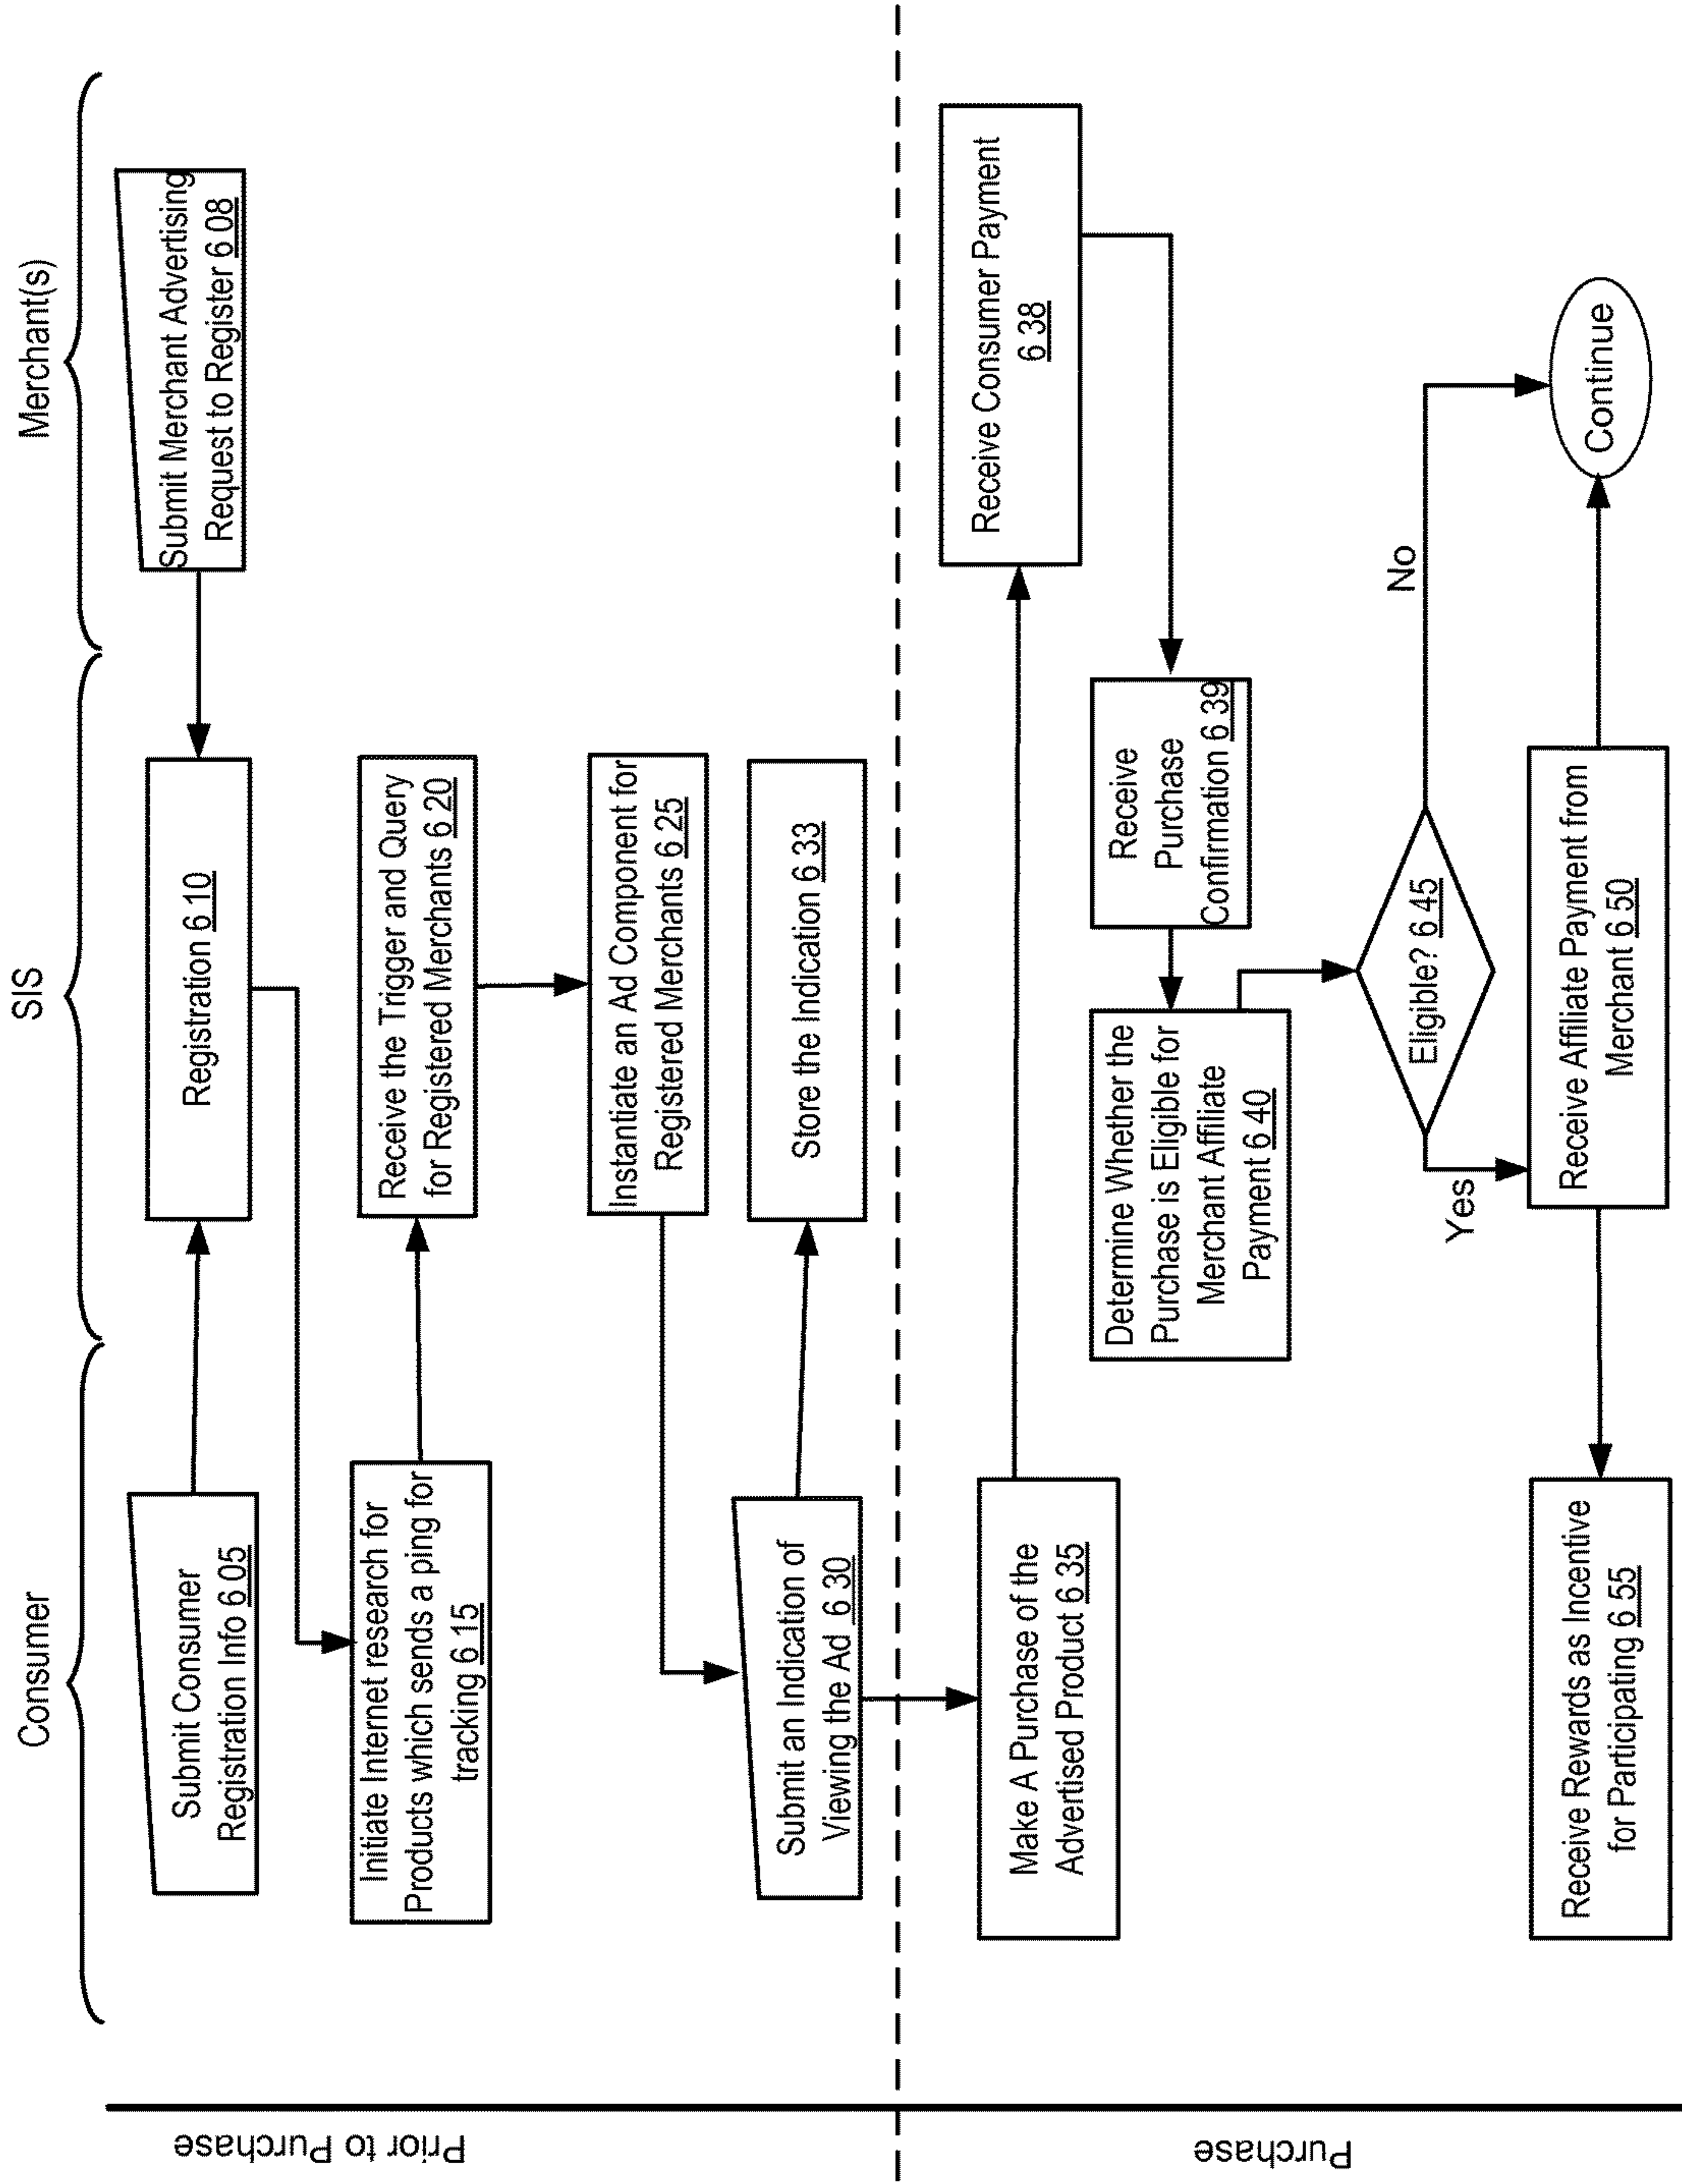 Consumer
SIS
Merchant(s)
Prior to Purchase
Submit Consumer
Registration Info 6 05
Registration 6 10
Submit Merchant Advertising
Request to Register 6 08
Initiate Internet research for
Products which sends a ping for
tracking 6 15
Receive the Trigger and Query
for Registered Merchants 6 20
Instantiate an Ad Component for
Registered Merchants 6 25
Submit an Indication of
Viewing the Ad 6 30
Store the Indication 6 33
Purchase
Make A Purchase of the
Advertised Product 6 35
Receive Consumer Payment
6 38
Receive
Purchase
Confirmation 6 39
Determine Whether the
Purchase is Eligible for
Merchant Affiliate
Payment 6 40
Eligible? 6 45
Yes
No
Receive Affiliate Payment from
Merchant 6 50
Continue
Receive Rewards as Incentive
for Participating 6 55